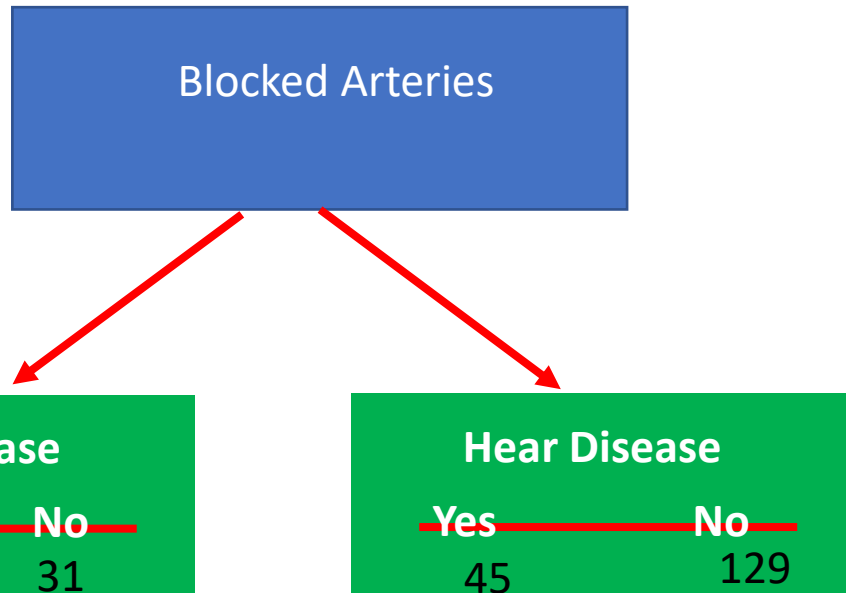 Blocked Arteries
ase
No
31
Hear Disease
Yes No
45 129